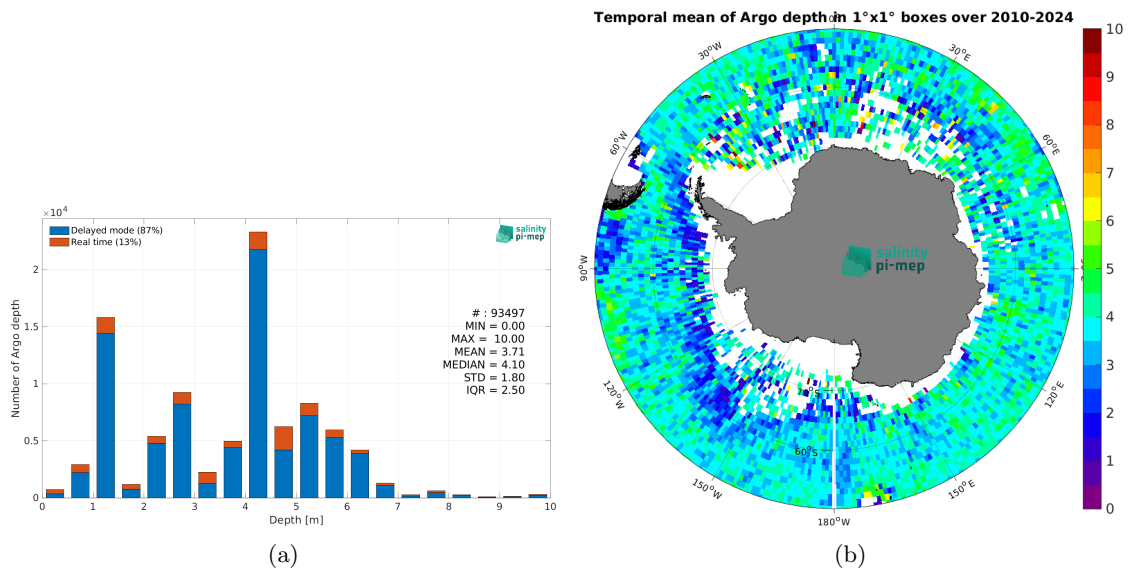 Temporal mean of Argo depth in 1°x1° boxes over 2010-2024
×10⁴
Delayed mode (87%)
Real time (13%)
salinity
pi-mep
# : 93497
MIN = 0.00
MAX = 10.00
MEAN = 3.71
MEDIAN = 4.10
STD = 1.80
IQR = 2.50
Number of Argo depth
2
1.5
1
0.5
0
0 1 2 3 4 5 6 7 8 9 10
Depth [m]
(a)
30°W
30°E
60°W
60°E
90°W
120°W
120°E
150°W
150°E
180°W
60°S
salinity
pi-mep
10
9
8
7
6
5
4
3
2
1
0
(b)